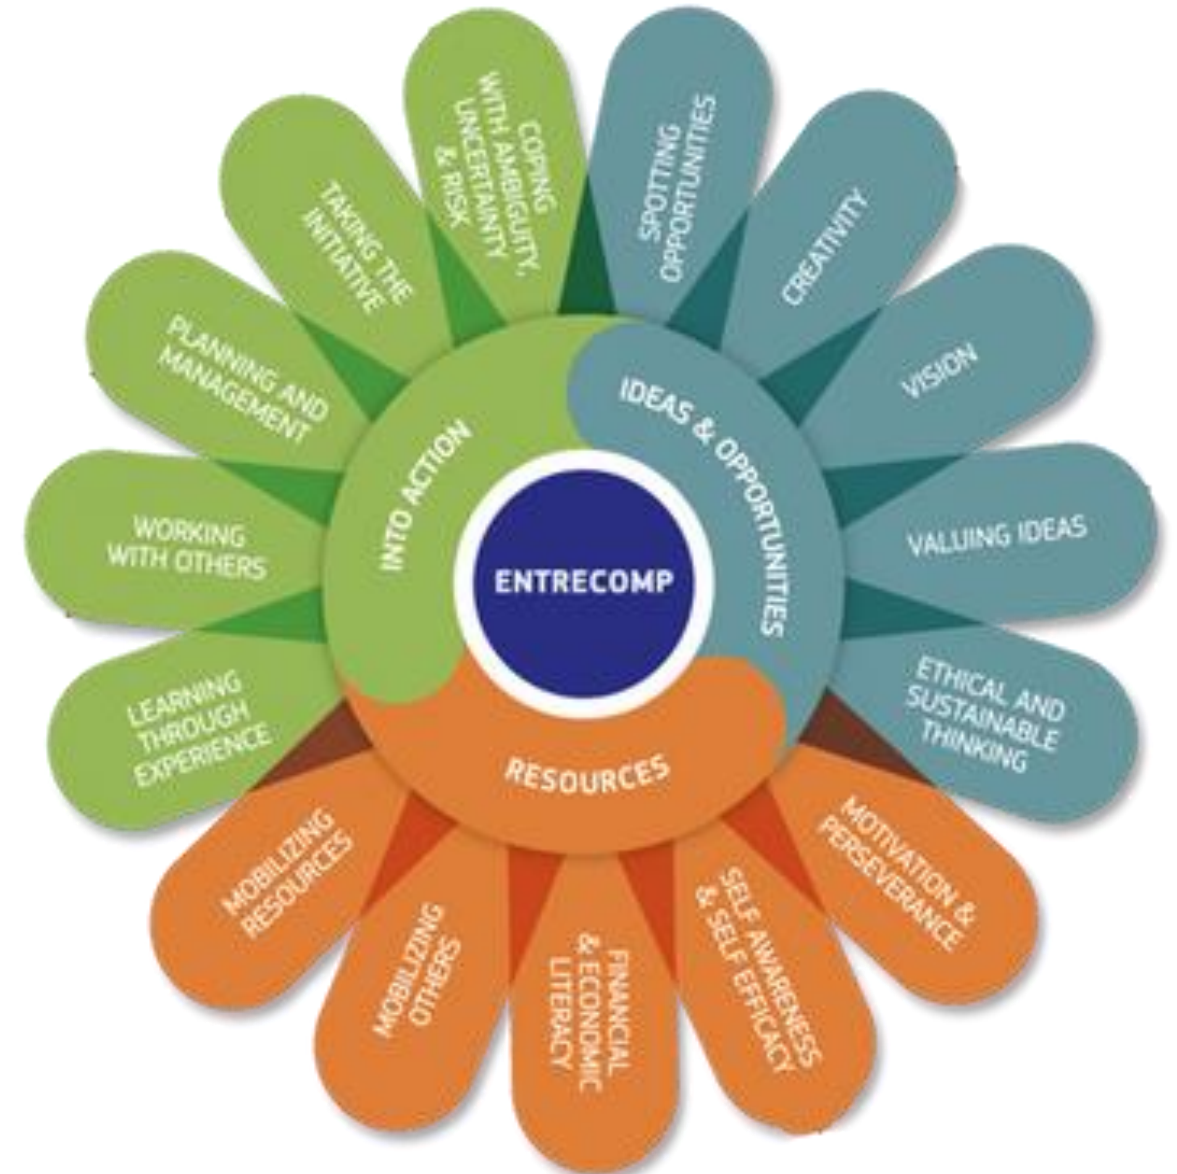 ENTRECOMP
IDEAS & OPPORTUNITIES
SPOTTING
OPPORTUNITIES
CREATIVITY
VISION
VALUING IDEAS
ETHICAL AND
SUSTAINABLE
THINKING
RESOURCES
MOTIVATION &
PERSEVERANCE
SELF AWARENESS
& SELF EFFICACY
FINANCIAL
& ECONOMIC
LITERACY
MOBILIZING
OTHERS
MOBILIZING
RESOURCES
INTO ACTION
LEARNING
THROUGH
EXPERIENCE
WORKING
WITH OTHERS
PLANNING AND
MANAGEMENT
TAKING THE
INITIATIVE
COPING
WITH AMBIGUITY,
UNCERTAINTY
& RISK